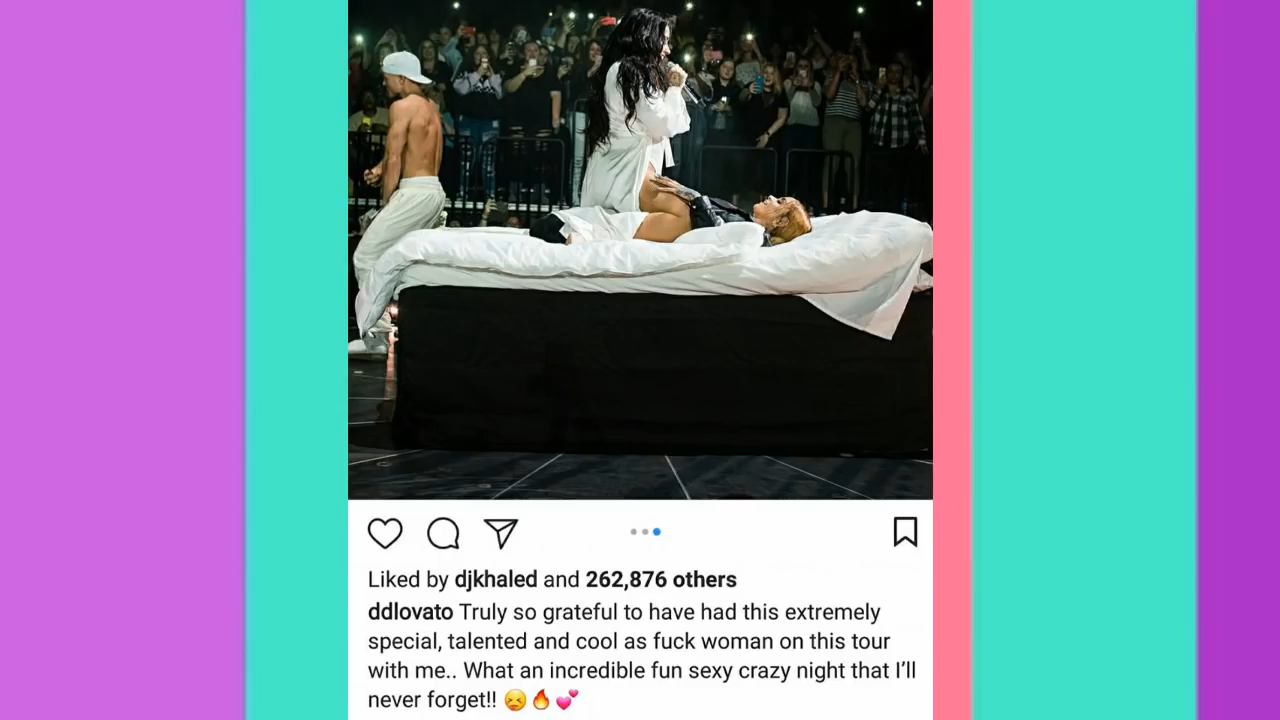 Liked by djkhaled and 262,876 others
ddlovato Truly so grateful to have had this extremely
special, talented and cool as fuck woman on this tour
with me.. What an incredible fun sexy crazy night that I’ll
never forget!! 😝🔥💕